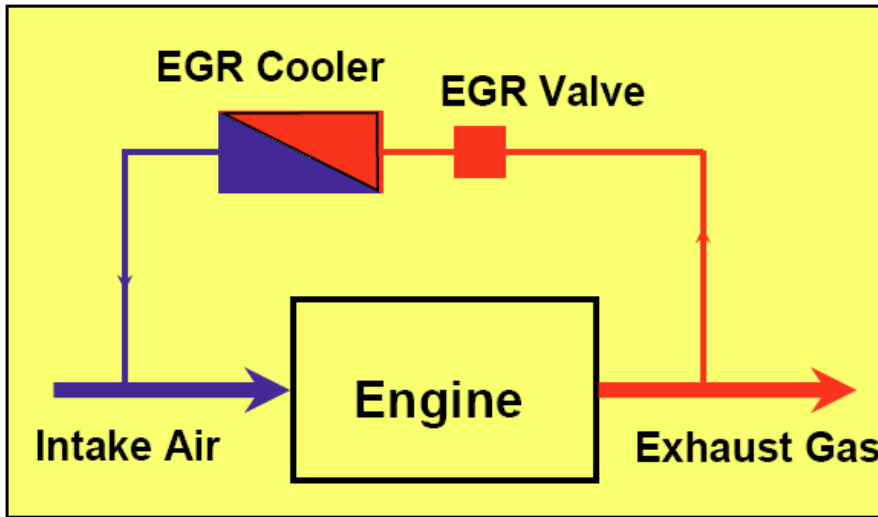 EGR Cooler
EGR Valve
Engine
Intake Air
Exhaust Gas